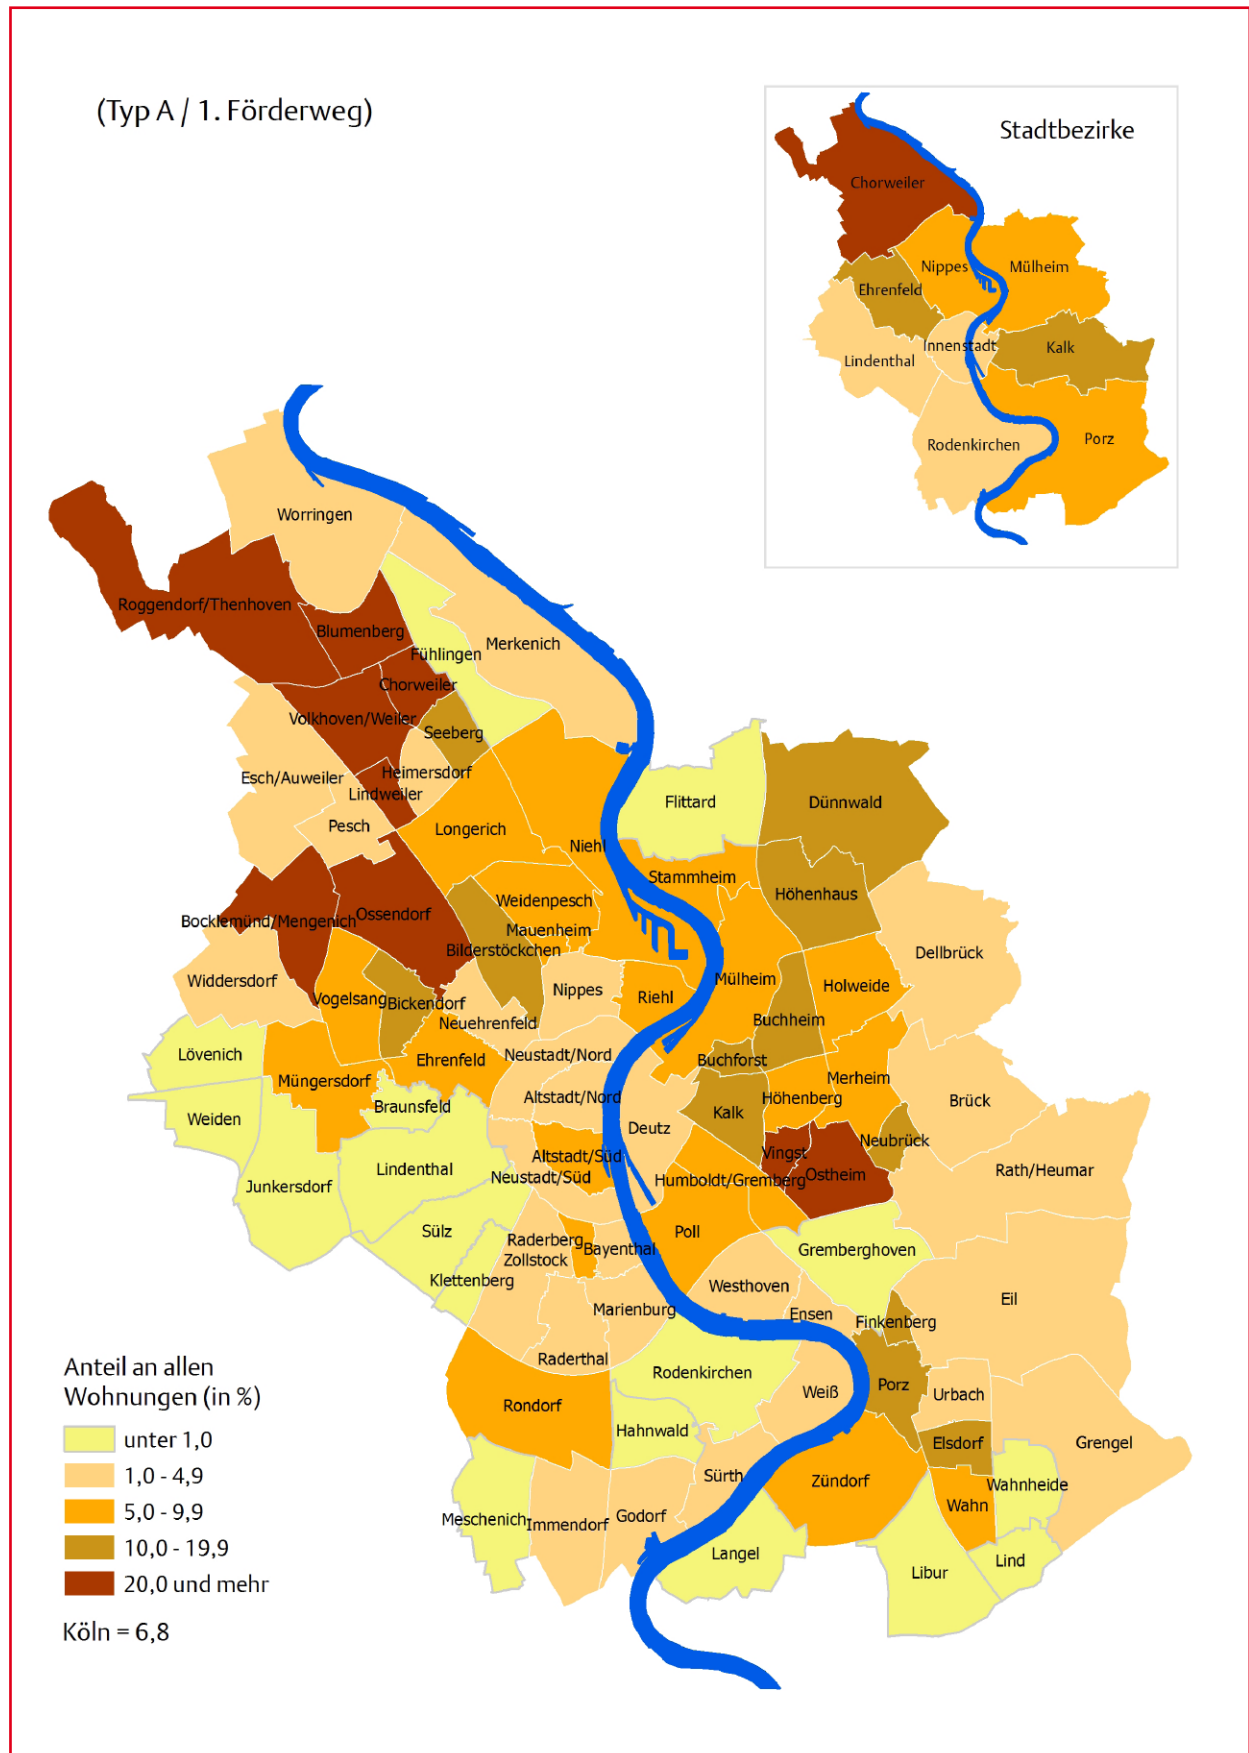 (Typ A / 1. Förderweg)
Stadtbezirke
Chorweiler
Nippes
Mülheim
Ehrenfeld
Innenstadt
Kalk
Lindenthal
Rodenkirchen
Porz
Worringen
Roggendorf/Thenhoven
Blumenberg
Merkenich
Fühlingen
Chorweiler
Volkhoven/Weiler
Seeberg
Esch/Auweiler
Heimersdorf
Lindweiler
Flittard
Dünnwald
Pesch
Longerich
Niehl
Stammheim
Höhenhaus
Weidenpesch
Ossendorf
Bocklemünd/Mengenich
Mauenheim
Bilderstöckchen
Dellbrück
Widdersdorf
Mülheim
Holweide
Nippes
Riehl
Vogelsang
Bickendorf
Neuehrenfeld
Buchheim
Lövenich
Neustadt/Nord
Ehrenfeld
Buchforst
Müngersdorf
Merheim
Altstadt/Nord
Höhenberg
Brück
Braunsfeld
Kalk
Weiden
Deutz
Neubrück
Vingst
Altstadt/Süd
Lindenthal
Rath/Heumar
Ostheim
Neustadt/Süd
Humboldt/Gremberg
Junkersdorf
Sülz
Poll
Raderberg
Bayenthal
Gremberghoven
Zollstock
Klettenberg
Westhoven
Eil
Marienburg
Ensen
Finkenberg
Raderthal
Rodenkirchen
Porz
Weiß
Urbach
Rondorf
Hahnwald
Elsdorf
Grengel
Sürth
Zündorf
Wahnheide
Wahn
Godorf
Meschenich
Immendorf
Langel
Lind
Libur
Anteil an allen
Wohnungen (in %)
unter 1,0
1,0 - 4,9
5,0 - 9,9
10,0 - 19,9
20,0 und mehr
Köln = 6,8